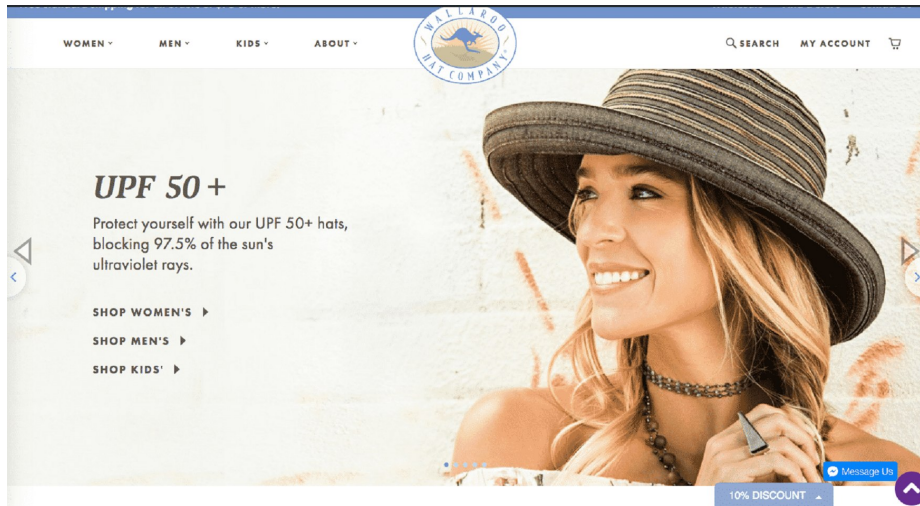 WOMEN
MEN
KIDS
ABOUT
WALLAROO
HAT COMPANY
SEARCH
MY ACCOUNT
UPF 50+
Protect yourself with our UPF 50+ hats,
blocking 97.5% of the sun's
ultraviolet rays.
SHOP WOMEN'S
SHOP MEN'S
SHOP KIDS'
Message Us
10% DISCOUNT